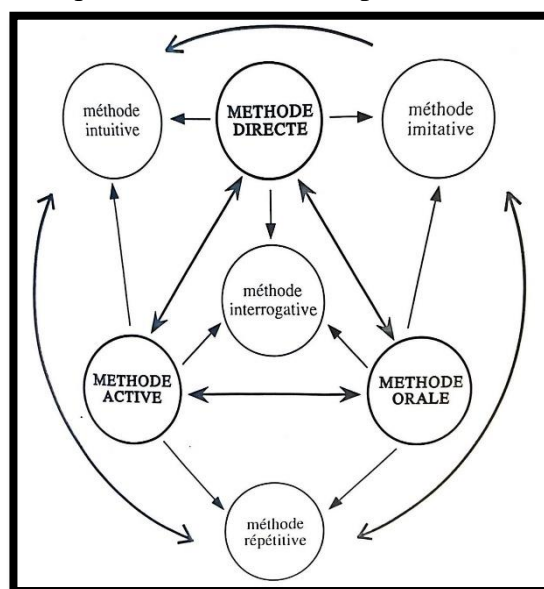 METHODE
DIRECTE
méthode
intuitive
méthode
imitative
méthode
interrogative
METHODE
ACTIVE
METHODE
ORALE
méthode
répétitive